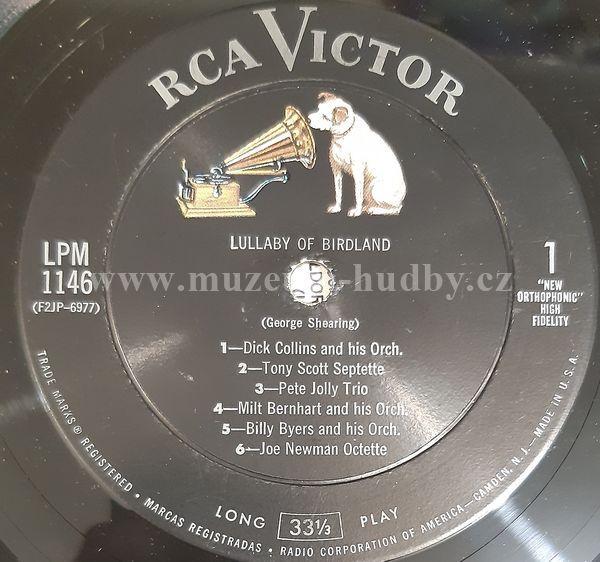 RCA VICTOR
LULLABY OF BIRDLAND
LPM
1146
(F2JP-6977)
1
"NEW
ORTHOPHONIC"
HIGH
FIDELITY
www.muzeum-hudby.cz
(George Shearing)
1—Dick Collins and his Orch.
2—Tony Scott Septette
3—Pete Jolly Trio
4—Milt Bernhart and his Orch.
5—Billy Byers and his Orch.
6—Joe Newman Octette
LONG 33⅓ PLAY
TRADE MARKS ® REGISTERED • MARCAS REGISTRADAS • RADIO CORPORATION OF AMERICA—CAMDEN, N. J.—MADE IN U.S.A.